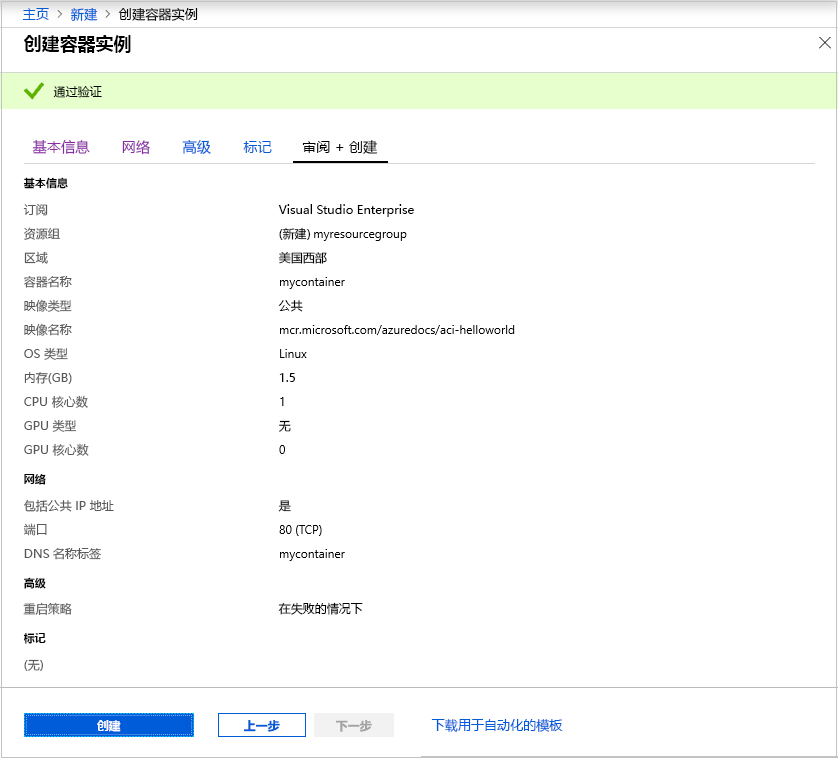 主页 > 新建 > 创建容器实例
创建容器实例
通过验证
基本信息 网络 高级 标记 审阅 + 创建
基本信息
订阅 Visual Studio Enterprise
资源组 (新建) myresourcegroup
区域 美国西部
容器名称 mycontainer
映像类型 公共
映像名称 mcr.microsoft.com/azuredocs/aci-helloworld
OS 类型 Linux
内存(GB) 1.5
CPU 核心数 1
GPU 类型 无
GPU 核心数 0
网络
包括公共 IP 地址 是
端口 80 (TCP)
DNS 名称标签 mycontainer
高级
重启策略 在失败的情况下
标记
(无)
创建 上一步 下一步 下载用于自动化的模板